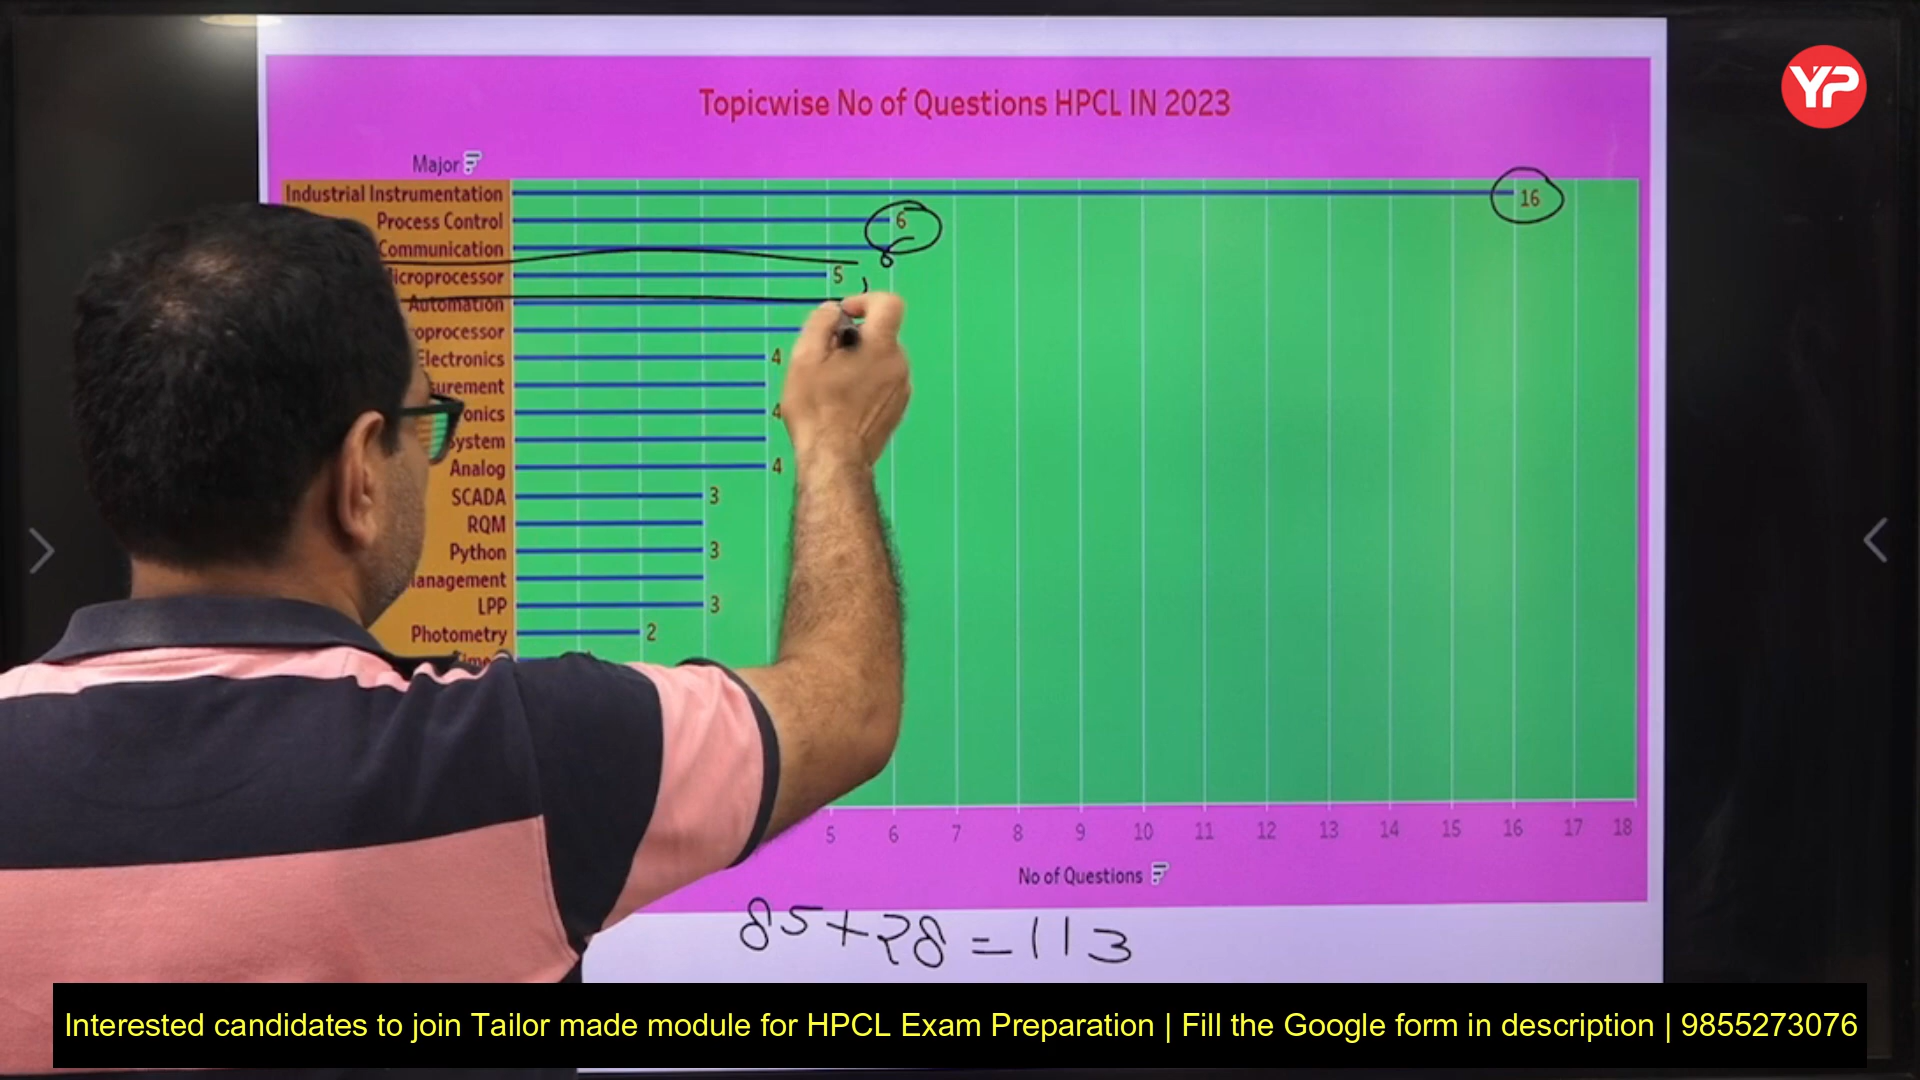 YP
Topicwise No of Questions HPCL IN 2023
Major
Industrial Instrumentation 16
Process Control 6
Communication 6
icroprocessor 5
Automation
oprocessor
Electronics 4
surement
onics 4
System
Analog 4
SCADA 3
RQM
Python 3
anagement
LPP 3
Photometry 2
5 6 7 8 9 10 11 12 13 14 15 16 17 18
No of Questions
85+28=113
Interested candidates to join Tailor made module for HPCL Exam Preparation | Fill the Google form in description | 9855273076